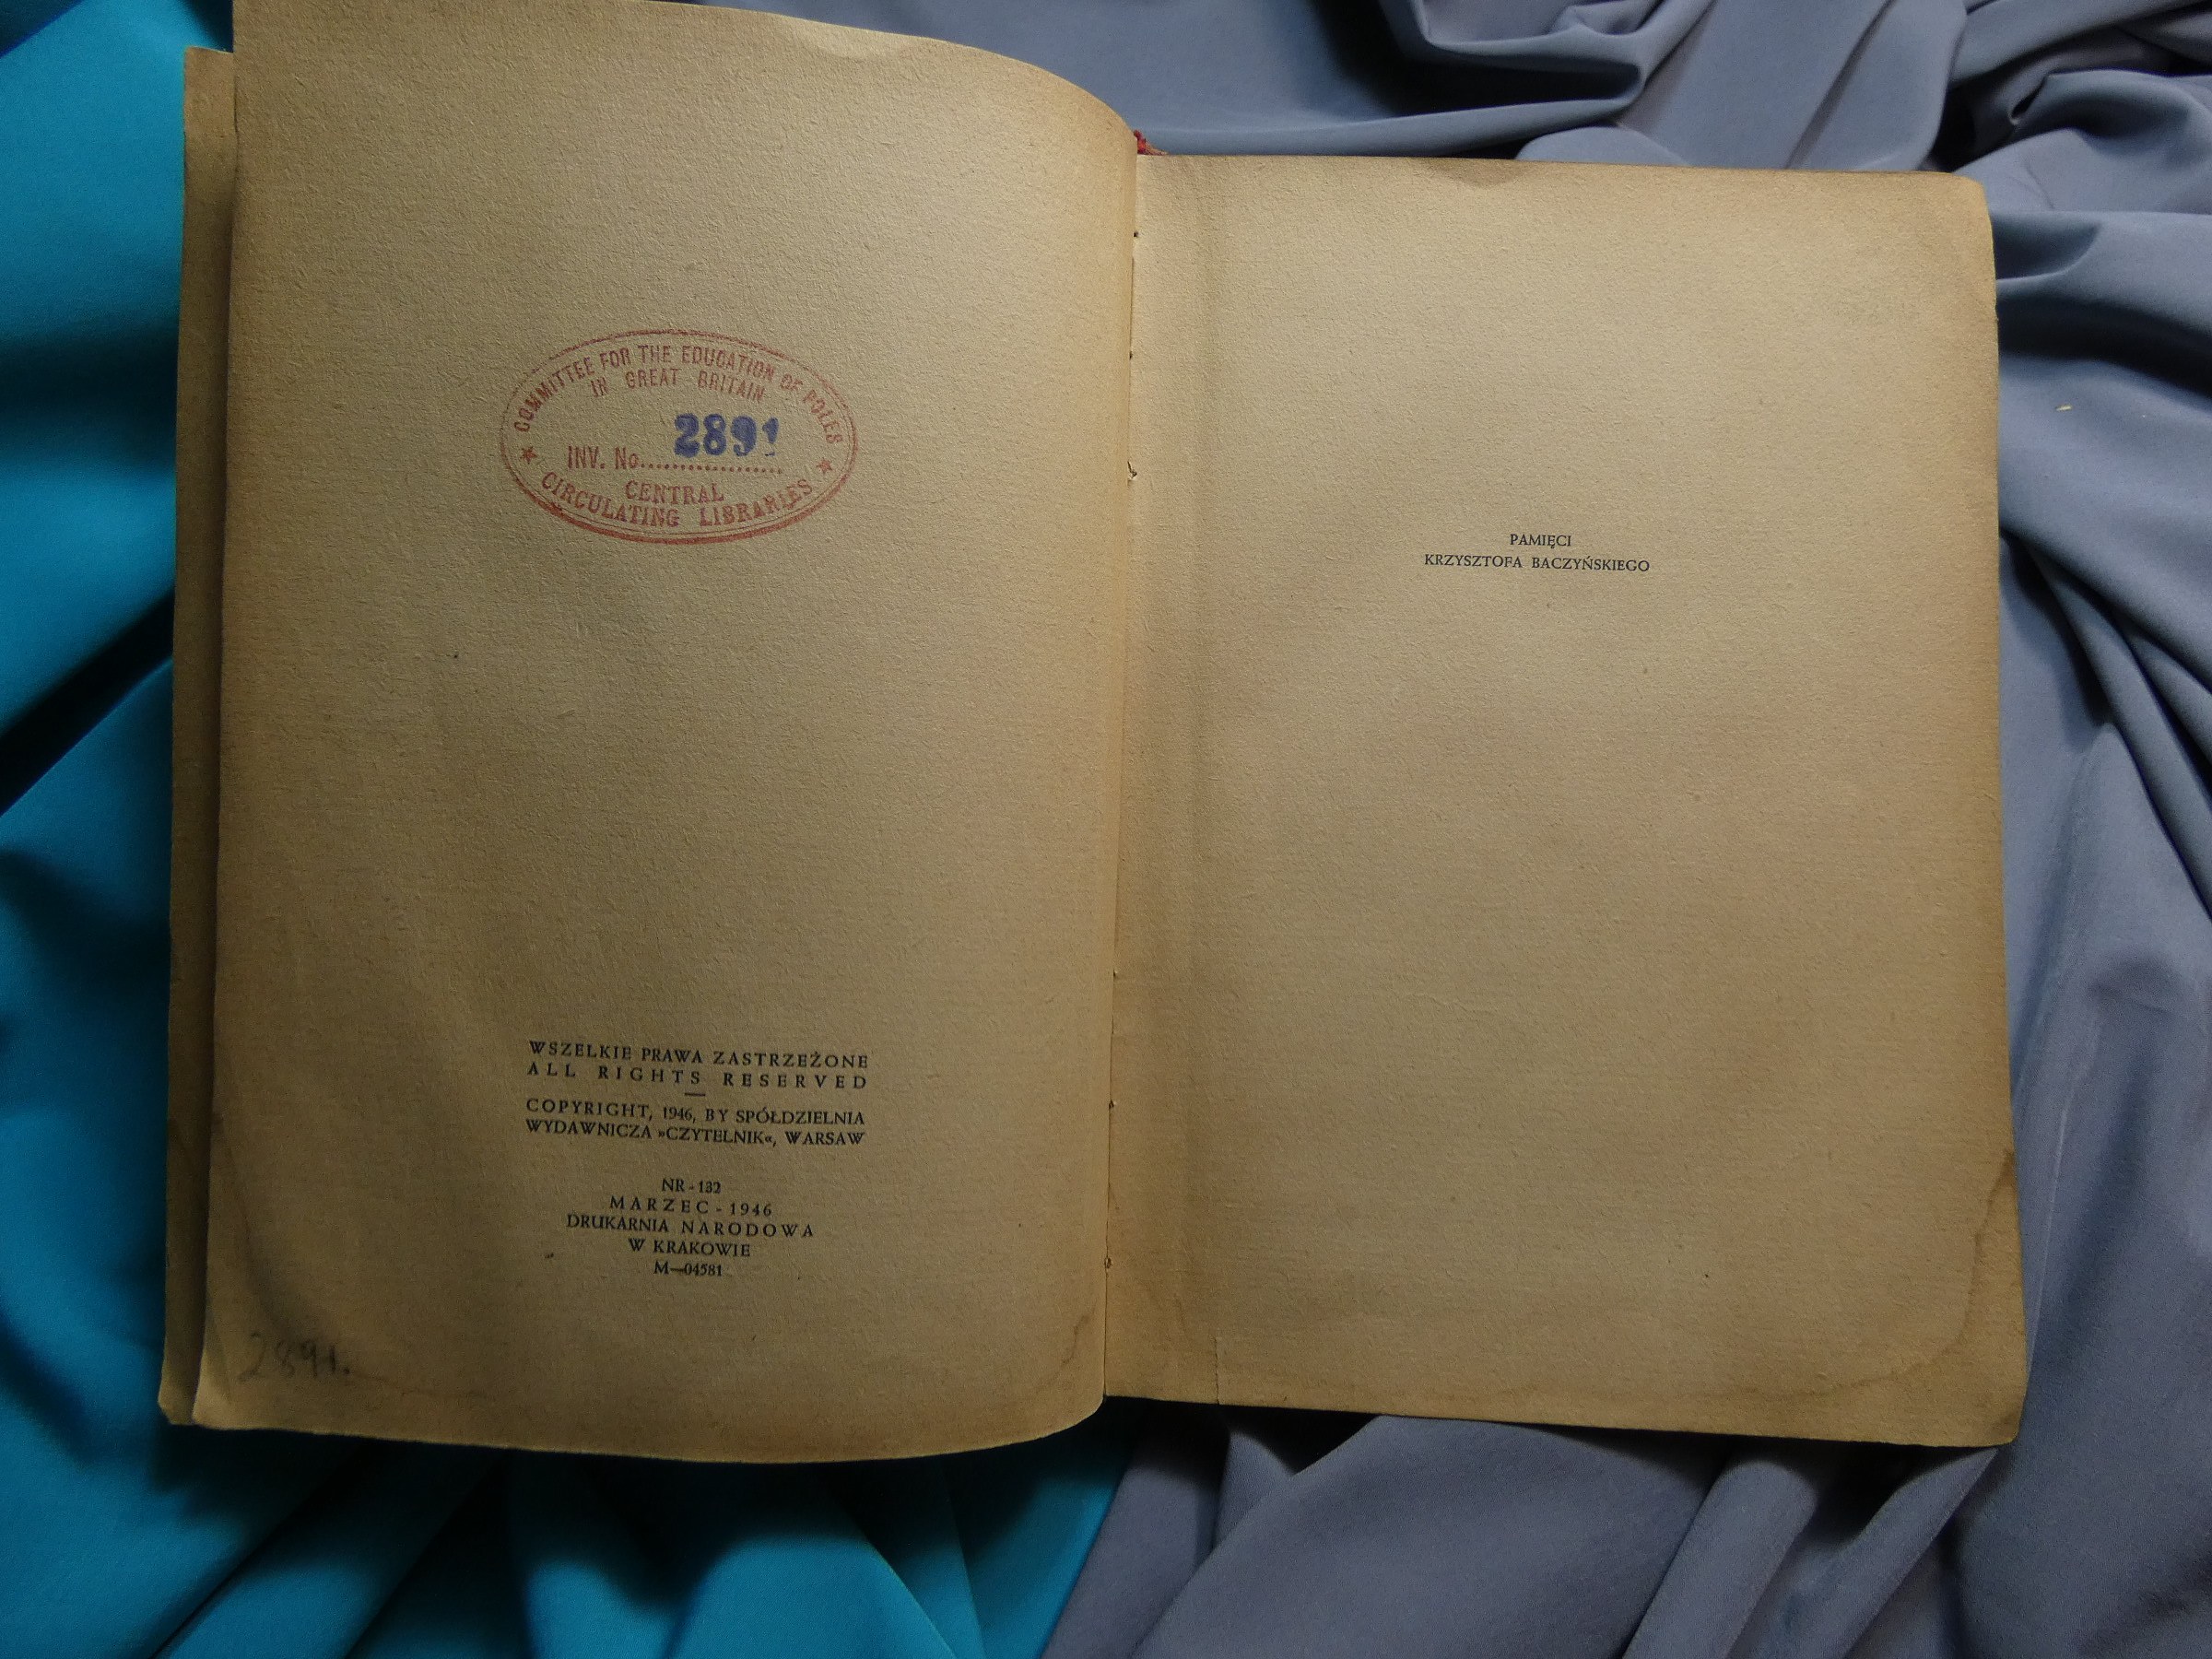 COMMITTEE FOR THE EDUCATION OF POLES
IN GREAT BRITAIN
2891
INV. No....................
CENTRAL
CIRCULATING LIBRARIES
WSZELKIE PRAWA ZASTRZEŻONE
ALL RIGHTS RESERVED
COPYRIGHT, 1946, BY SPÓŁDZIELNIA
WYDAWNICZA »CZYTELNIK«, WARSAW
NR-132
MARZEC-1946
DRUKARNIA NARODOWA
W KRAKOWIE
M—04581
2891.
PAMIĘCI
KRZYSZTOFA BACZYŃSKIEGO